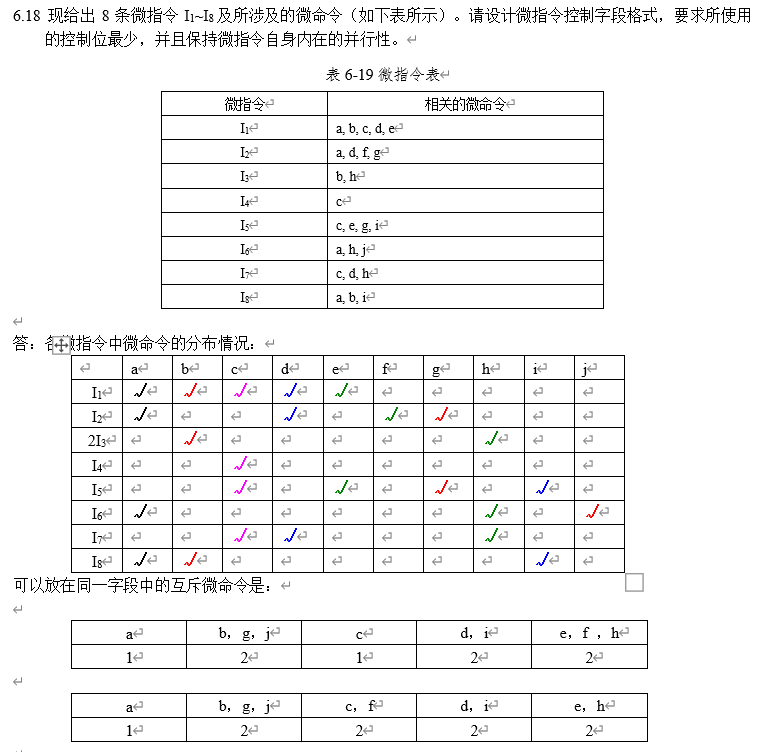 6.18 现给出 8 条微指令 I₁~I₈及所涉及的微命令（如下表所示）。请设计微指令控制字段格式，要求所使用
的控制位最少，并且保持微指令自身内在的并行性。
表 6-19 微指令表
微指令 相关的微命令
I₁ a, b, c, d, e
I₂ a, d, f, g
I₃ b, h
I₄ c
I₅ c, e, g, i
I₆ a, h, j
I₇ c, d, h
I₈ a, b, i
答：各微指令中微命令的分布情况：
a b c d e f g h i j
I₁ √ √ √ √ √
I₂ √ √ √ √
2I₃ √ √
I₄ √
I₅ √ √ √ √
I₆ √ √ √
I₇ √ √ √
I₈ √ √ √
可以放在同一字段中的互斥微命令是：
a b，g，j c d，i e，f ，h
1 2 1 2 2
a b，g，j c，f d，i e，h
1 2 2 2 2